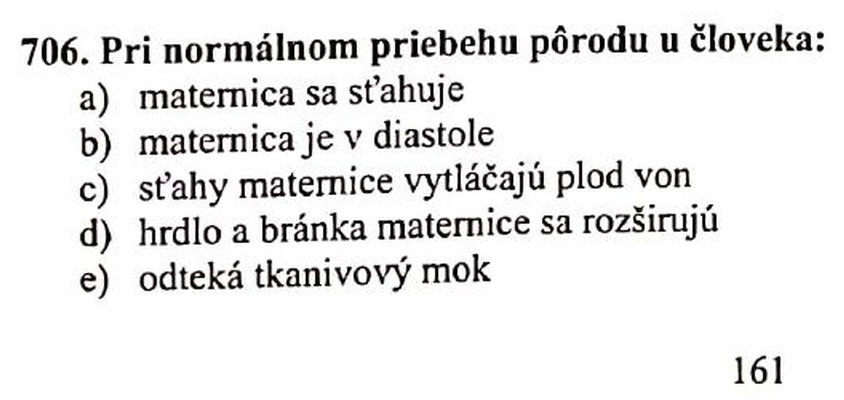 706. Pri normálnom priebehu pôrodu u človeka:
a) maternica sa sťahuje
b) maternica je v diastole
c) sťahy maternice vytláčajú plod von
d) hrdlo a bránka maternice sa rozširujú
e) odteká tkanivový mok
161